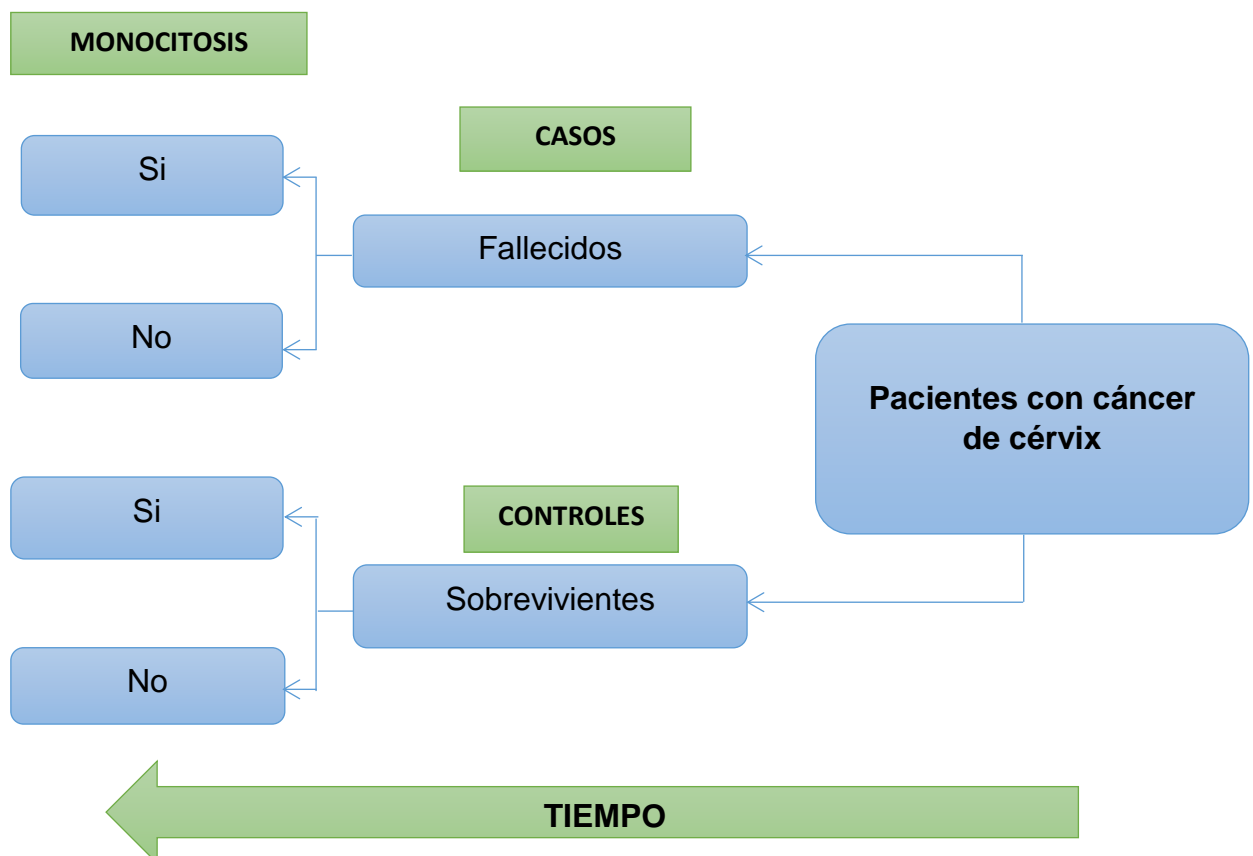 MONOCITOSIS
CASOS
Si
Fallecidos
No
Pacientes con cáncer
de cérvix
Si
CONTROLES
Sobrevivientes
No
TIEMPO